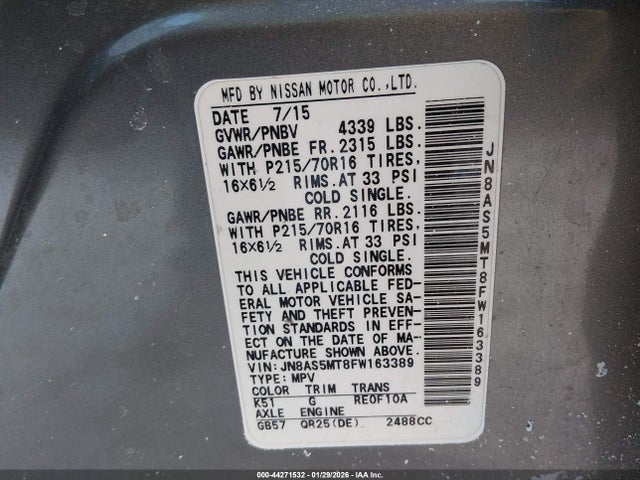 MFD BY NISSAN MOTOR CO.,LTD.
DATE 7/15
GVWR/PNBV 4339 LBS.
GAWR/PNBE FR. 2315 LBS.
WITH P215/70R16 TIRES,
16X6½ RIMS. AT 33 PSI
COLD SINGLE.
GAWR/PNBE RR. 2116 LBS.
WITH P215/70R16 TIRES,
16X6½ RIMS. AT 33 PSI
COLD SINGLE.
THIS VEHICLE CONFORMS
TO ALL APPLICABLE FED-
ERAL MOTOR VEHICLE SA-
FETY AND THEFT PREVEN-
TION STANDARDS IN EFF-
ECT ON THE DATE OF MA-
NUFACTURE SHOWN ABOVE.
VIN: JN8AS5MT8FW163389
TYPE: MPV
COLOR TRIM TRANS
K51 G RE0F10A
AXLE ENGINE
GB57 QR25(DE) 2488CC
JN8AS5MT8FW163389
000-44271532 | 01/29/2026 - IAA Inc.